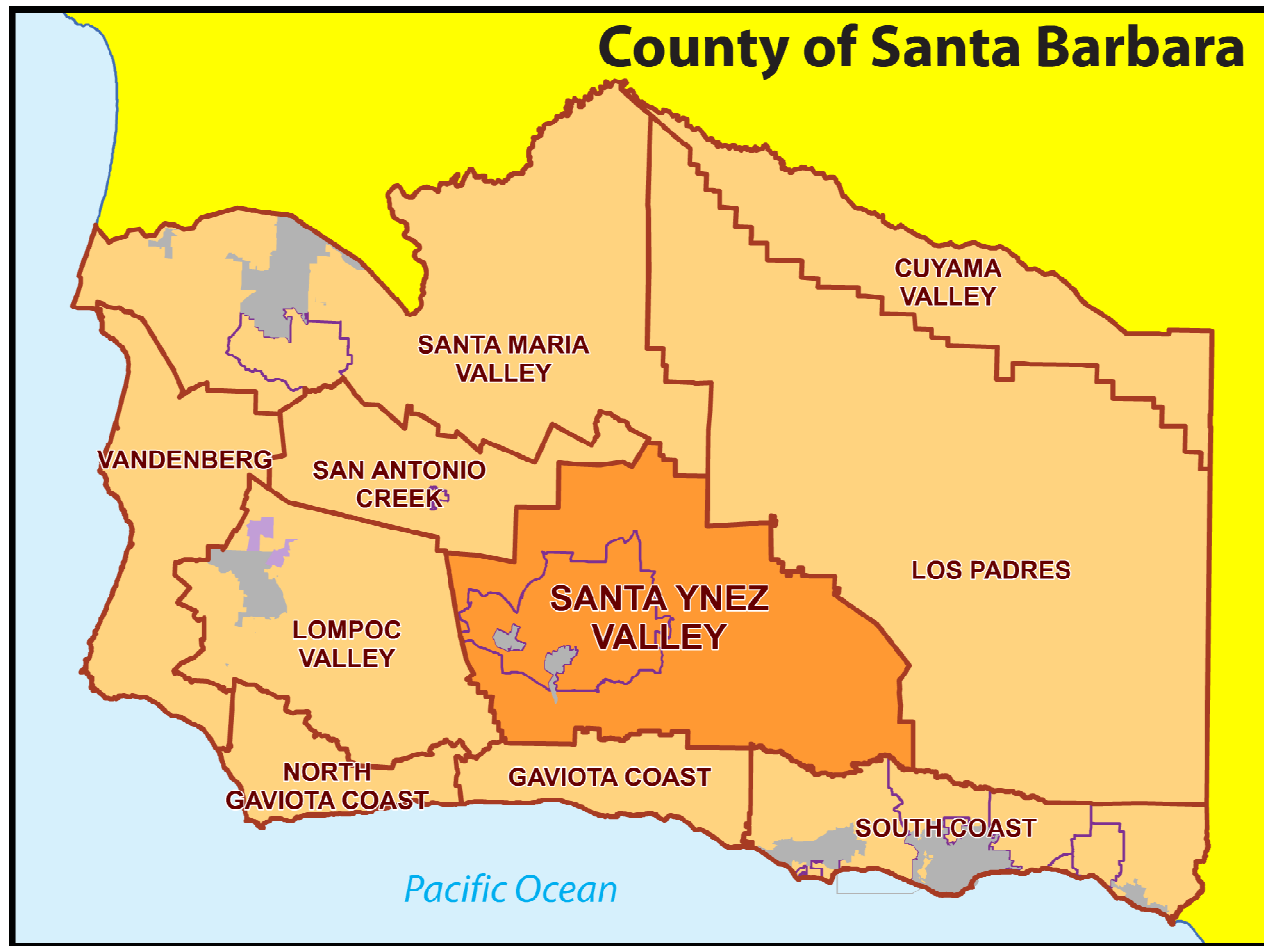 County of Santa Barbara
CUYAMA
VALLEY
SANTA MARIA
VALLEY
VANDENBERG
SAN ANTONIO
CREEK
LOS PADRES
SANTA YNEZ
VALLEY
LOMPOC
VALLEY
NORTH
GAVIOTA COAST
GAVIOTA COAST
SOUTH COAST
Pacific Ocean